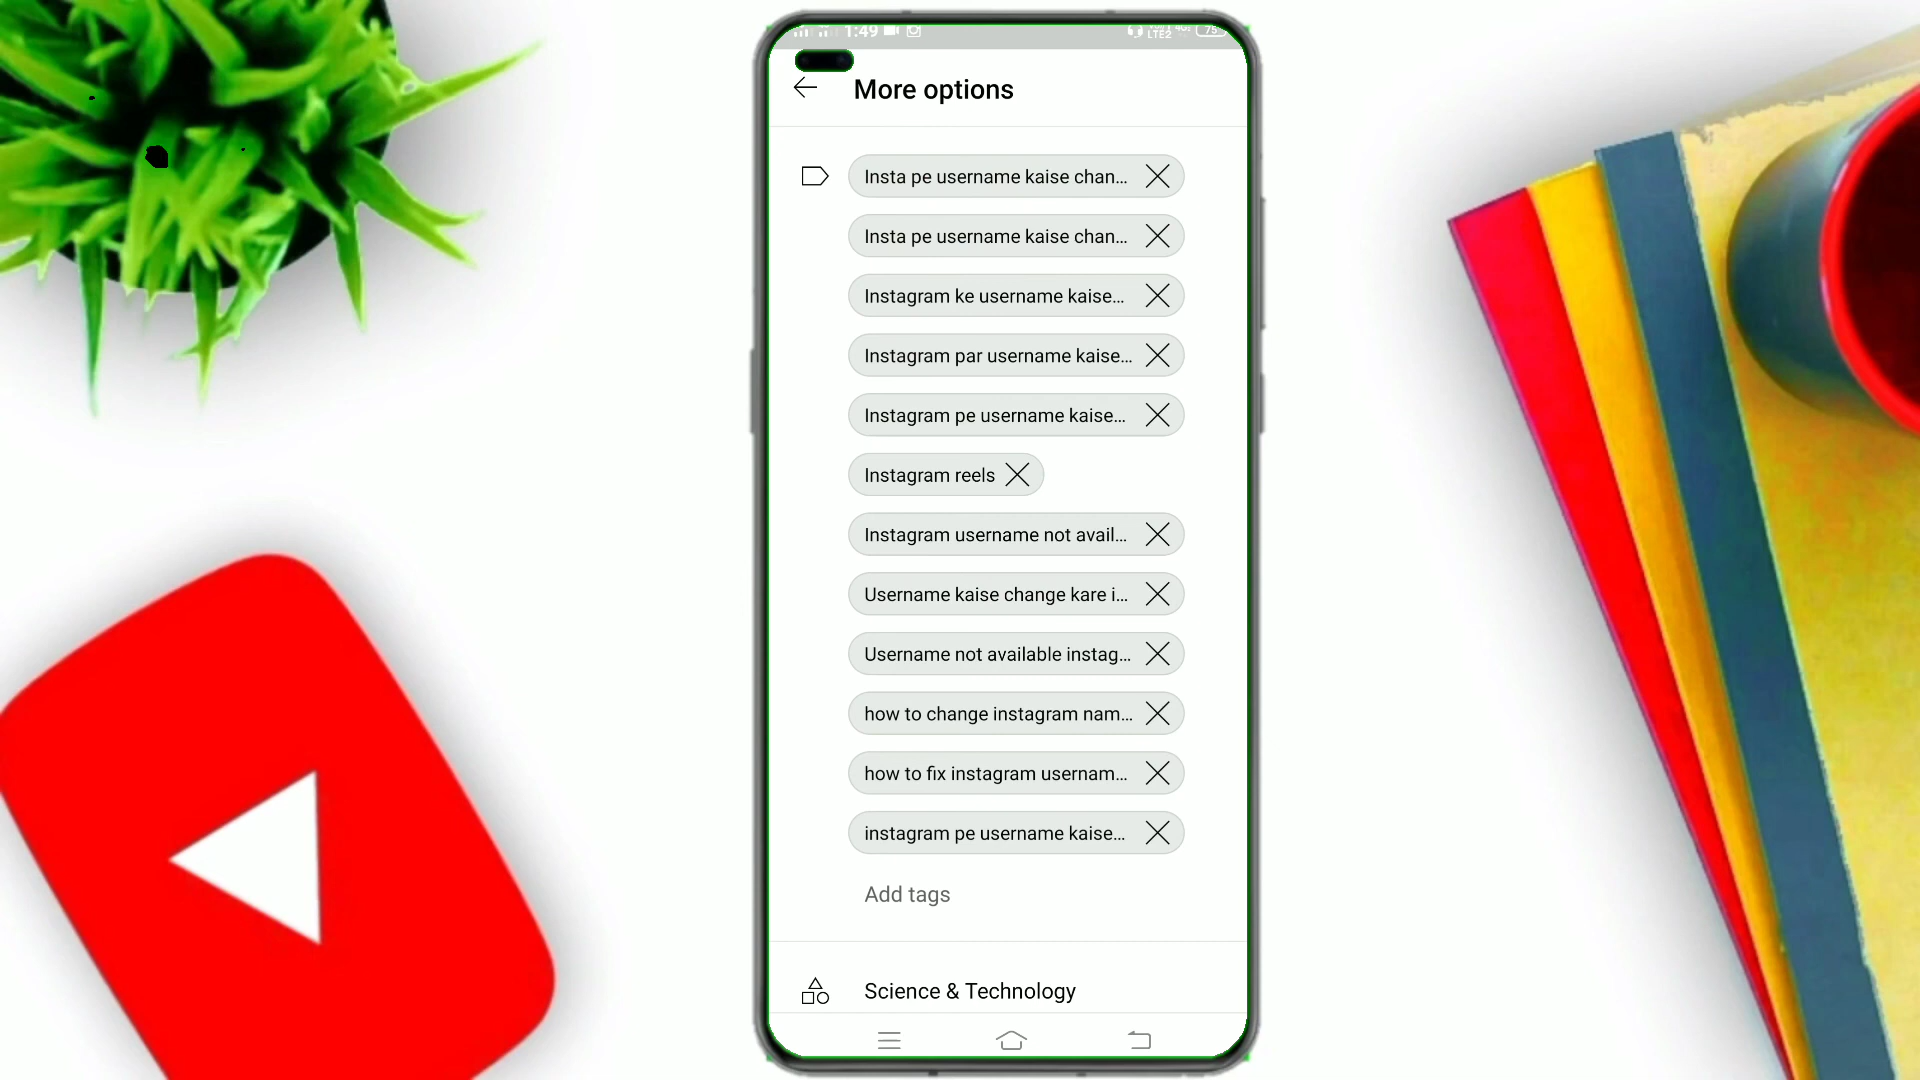 1:49
LTE2
75
More options
Insta pe username kaise chan...
Insta pe username kaise chan...
Instagram ke username kaise...
Instagram par username kaise...
Instagram pe username kaise...
Instagram reels
Instagram username not avail...
Username kaise change kare i...
Username not available instag...
how to change instagram nam...
how to fix instagram usernam...
instagram pe username kaise...
Add tags
Science & Technology